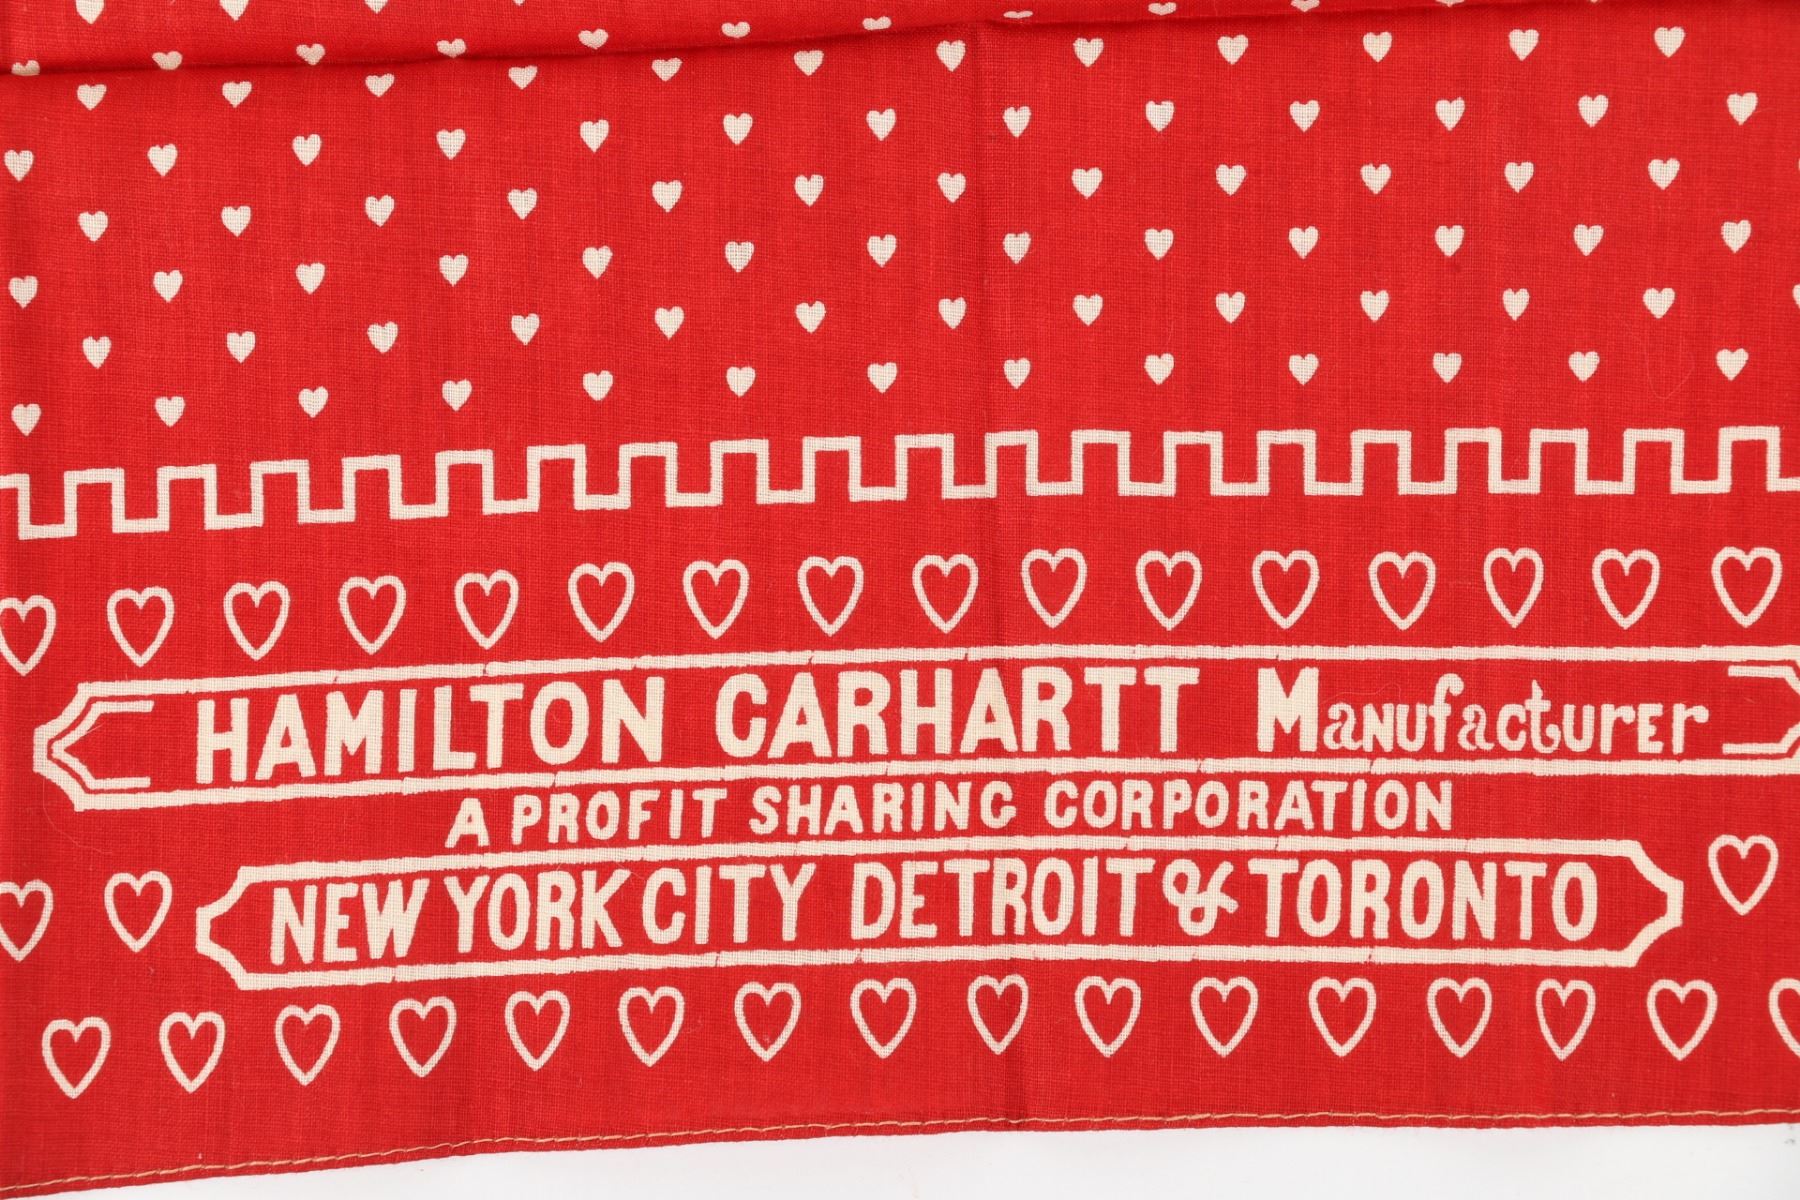 HAMILTON CARHARTT Manufacturer
A PROFIT SHARING CORPORATION
NEW YORK CITY DETROIT & TORONTO